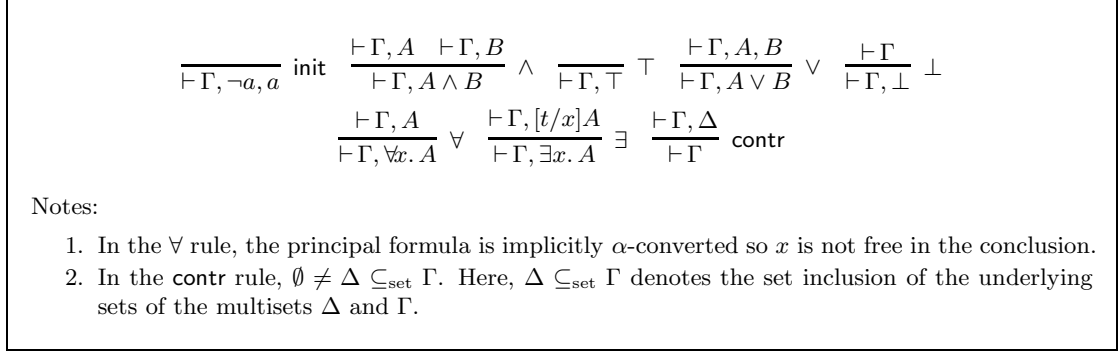 ⊢ Γ, A   ⊢ Γ, B   ⊢ Γ, A, B   ⊢ Γ
⊢ Γ, ¬a, a init   ⊢ Γ, A ∧ B ∧   ⊢ Γ, ⊤ ⊤   ⊢ Γ, A ∨ B ∨   ⊢ Γ, ⊥ ⊥
⊢ Γ, A   ⊢ Γ, [t/x]A   ⊢ Γ, Δ
⊢ Γ, ∀x. A ∀   ⊢ Γ, ∃x. A ∃   ⊢ Γ contr
Notes:
1. In the ∀ rule, the principal formula is implicitly α-converted so x is not free in the conclusion.
2. In the contr rule, ∅ ≠ Δ ⊆set Γ. Here, Δ ⊆set Γ denotes the set inclusion of the underlying
sets of the multisets Δ and Γ.